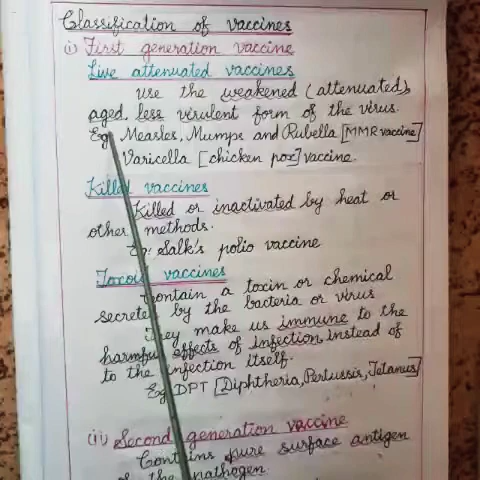 Classification of vaccines
(i) First generation vaccine
Live attenuated vaccines
use the weakened (attenuated),
aged, less virulent form of the virus.
Eg: Measles, Mumps and Rubella [MMR vaccine]
Varicella [chicken pox] vaccine.
Killed vaccines
Killed or inactivated by heat or
other methods.
Eg: Salk's polio vaccine
Toxoid vaccines
Contain a toxin or chemical
secreted by the bacteria or virus
They make us immune to the
harmful effects of infection instead of
to the infection itself.
Eg DPT [Diphtheria, Pertussis, Tetanus]
(ii) Second generation vaccine
Contains pure surface antigen
of the pathogen.